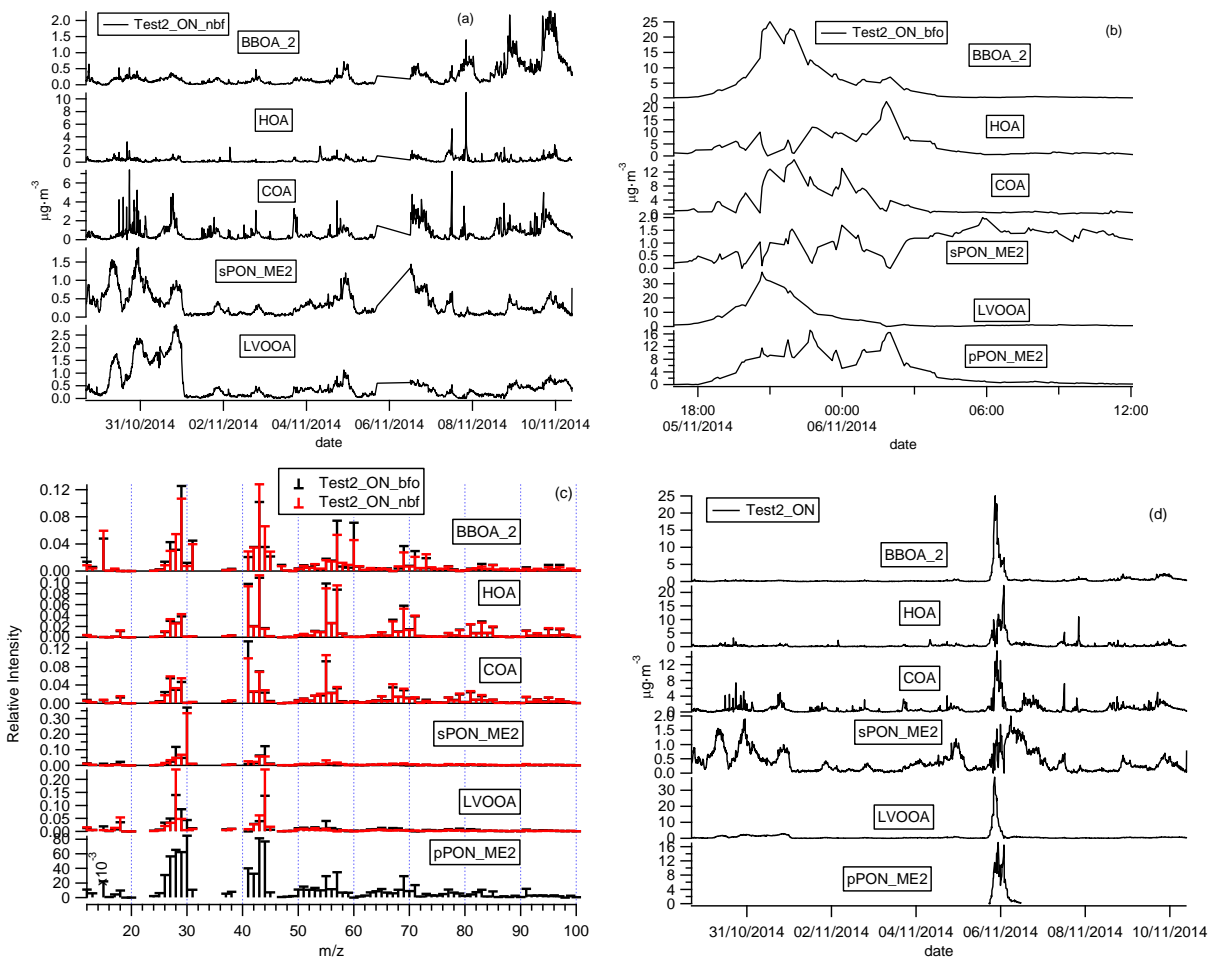 Test2_ON_nbf
(a)
2.0
1.5
1.0
0.5
0.0
BBOA_2
10
8
6
4
2
0
HOA
6
4
2
0
COA
µg·m-3
1.5
1.0
0.5
0.0
sPON_ME2
2.5
2.0
1.5
1.0
0.5
0.0
LVOOA
31/10/2014 02/11/2014 04/11/2014 06/11/2014 08/11/2014 10/11/2014
date
Test2_ON_bfo
(b)
25
20
15
10
5
0
BBOA_2
20
15
10
5
0
HOA
12
8
4
0
COA
µg·m-3
2.0
1.5
1.0
0.5
0.0
sPON_ME2
30
20
10
0
LVOOA
16
12
8
4
0
pPON_ME2
18:00 00:00 06:00 12:00
05/11/2014 06/11/2014
date
Test2_ON_bfo
Test2_ON_nbf
(c)
0.12
0.08
0.04
0.00
BBOA_2
0.10
0.08
0.06
0.04
0.02
0.00
HOA
0.12
0.08
0.04
0.00
COA
Relative Intensity
0.30
0.20
0.10
0.00
sPON_ME2
0.20
0.15
0.10
0.05
0.00
LVOOA
80
60
40
20
0
x10-3
pPON_ME2
20 30 40 50 60 70 80 90 100
m/z
Test2_ON
(d)
25
20
15
10
5
0
BBOA_2
20
15
10
5
0
HOA
12
8
4
0
COA
µg·m-3
2.0
1.5
1.0
0.5
0.0
sPON_ME2
30
20
10
0
LVOOA
16
12
8
4
0
pPON_ME2
31/10/2014 02/11/2014 04/11/2014 06/11/2014 08/11/2014 10/11/2014
date